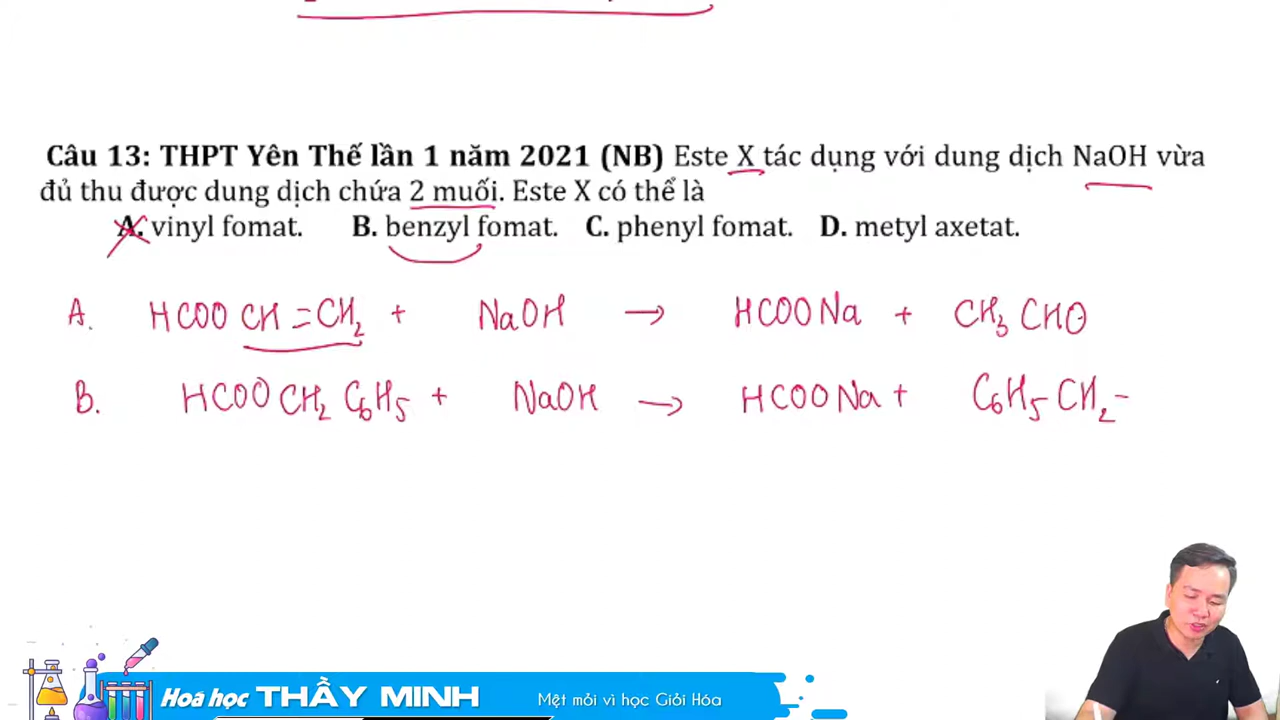 Câu 13: THPT Yên Thế lần 1 năm 2021 (NB) Este X tác dụng với dung dịch NaOH vừa
đủ thu được dung dịch chứa 2 muối. Este X có thể là
A. vinyl fomat. B. benzyl fomat. C. phenyl fomat. D. metyl axetat.
A. HCOOCH=CH₂ + NaOH → HCOONa + CH₃CHO
B. HCOOCH₂C₆H₅ + NaOH → HCOONa + C₆H₅CH₂-
Hoá học THẦY MINH Mệt mỏi vì học Giỏi Hóa